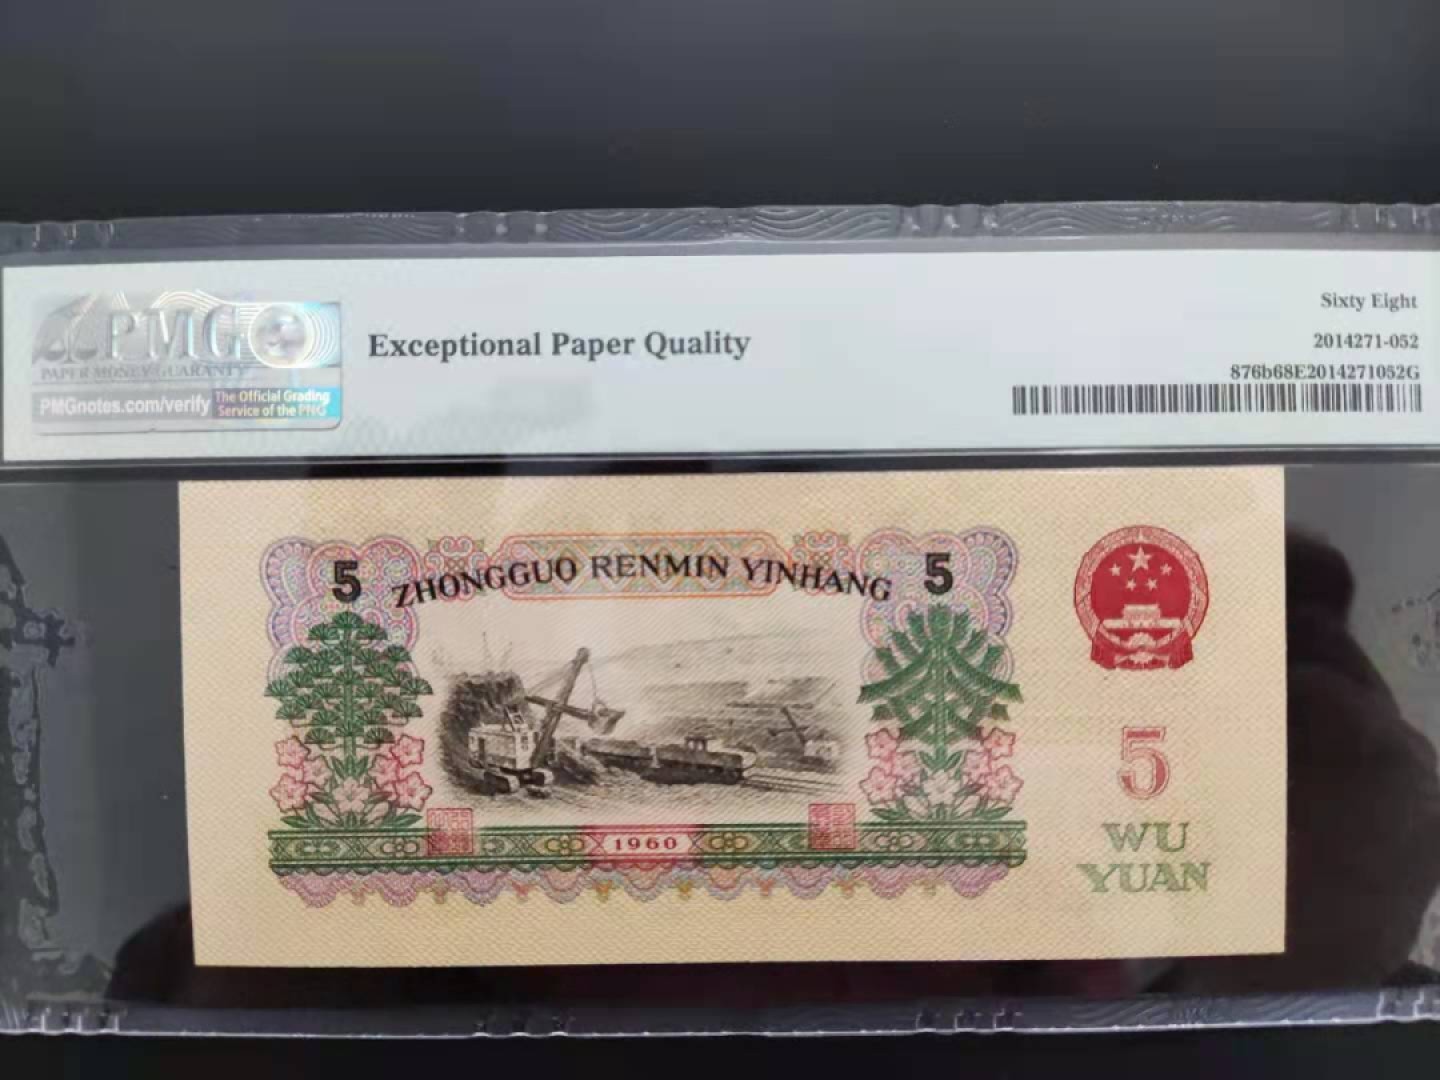 PMG
PAPER MONEY GUARANTY
PMGnotes.com/verify
The Official Grading
Service of the PNG
Exceptional Paper Quality
Sixty Eight
2014271-052
876b68E2014271052G
5
ZHONGGUO RENMIN YINHANG
5
5
WU
YUAN
1960